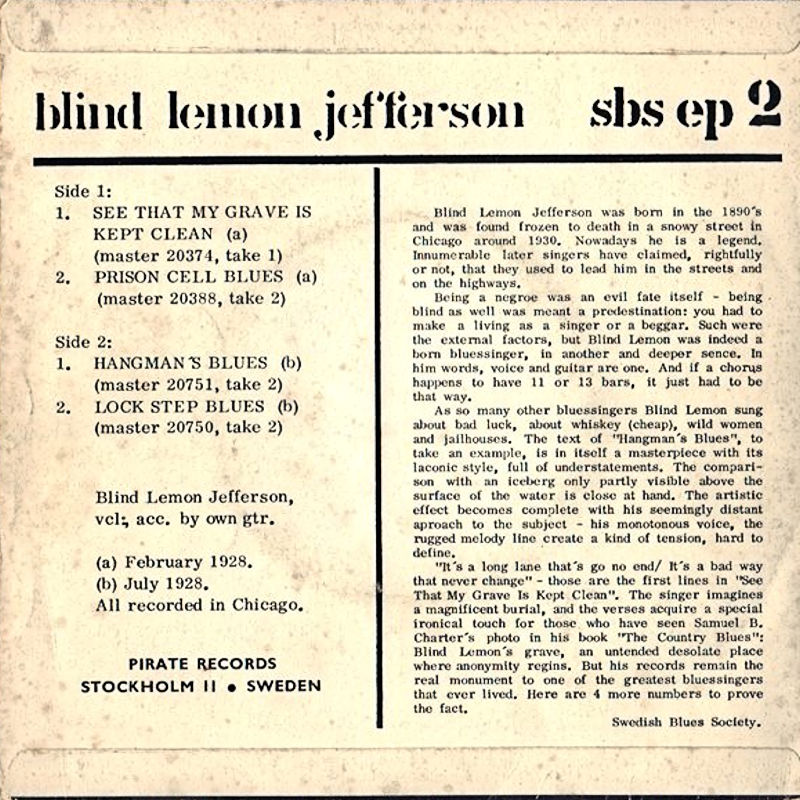 blind lemon jefferson sbs ep 2
Side 1:
1. SEE THAT MY GRAVE IS
KEPT CLEAN (a)
(master 20374, take 1)
2. PRISON CELL BLUES (a)
(master 20388, take 2)
Side 2:
1. HANGMAN´S BLUES (b)
(master 20751, take 2)
2. LOCK STEP BLUES (b)
(master 20750, take 2)
Blind Lemon Jefferson,
vcl:, acc. by own gtr.
(a) February 1928.
(b) July 1928.
All recorded in Chicago.
PIRATE RECORDS
STOCKHOLM 11 ● SWEDEN
Blind Lemon Jefferson was born in the 1890´s
and was found frozen to death in a snowy street in
Chicago around 1930. Nowadays he is a legend.
Innumerable later singers have claimed, rightfully
or not, that they used to lead him in the streets and
on the highways.
Being a negroe was an evil fate itself - being
blind as well was meant a predestination: you had to
make a living as a singer or a beggar. Such were
the external factors, but Blind Lemon was indeed a
born bluessinger, in another and deeper sence. In
him words, voice and guitar are one. And if a chorus
happens to have 11 or 13 bars, it just had to be
that way.
As so many other bluessingers Blind Lemon sung
about bad luck, about whiskey (cheap), wild women
and jailhouses. The text of "Hangman´s Blues", to
take an example, is in itself a masterpiece with its
laconic style, full of understatements. The compari-
son with an iceberg only partly visible above the
surface of the water is close at hand. The artistic
effect becomes complete with his seemingly distant
aproach to the subject - his monotonous voice, the
rugged melody line create a kind of tension, hard to
define.
"It´s a long lane that´s go no end/ It´s a bad way
that never change" - those are the first lines in "See
That My Grave Is Kept Clean". The singer imagines
a magnificent burial, and the verses acquire a special
ironical touch for those who have seen Samuel B.
Charter´s photo in his book "The Country Blues":
Blind Lemon´s grave, an untended desolate place
where anonymity regins. But his records remain the
real monument to one of the greatest bluessingers
that ever lived. Here are 4 more numbers to prove
the fact.
Swedish Blues Society.